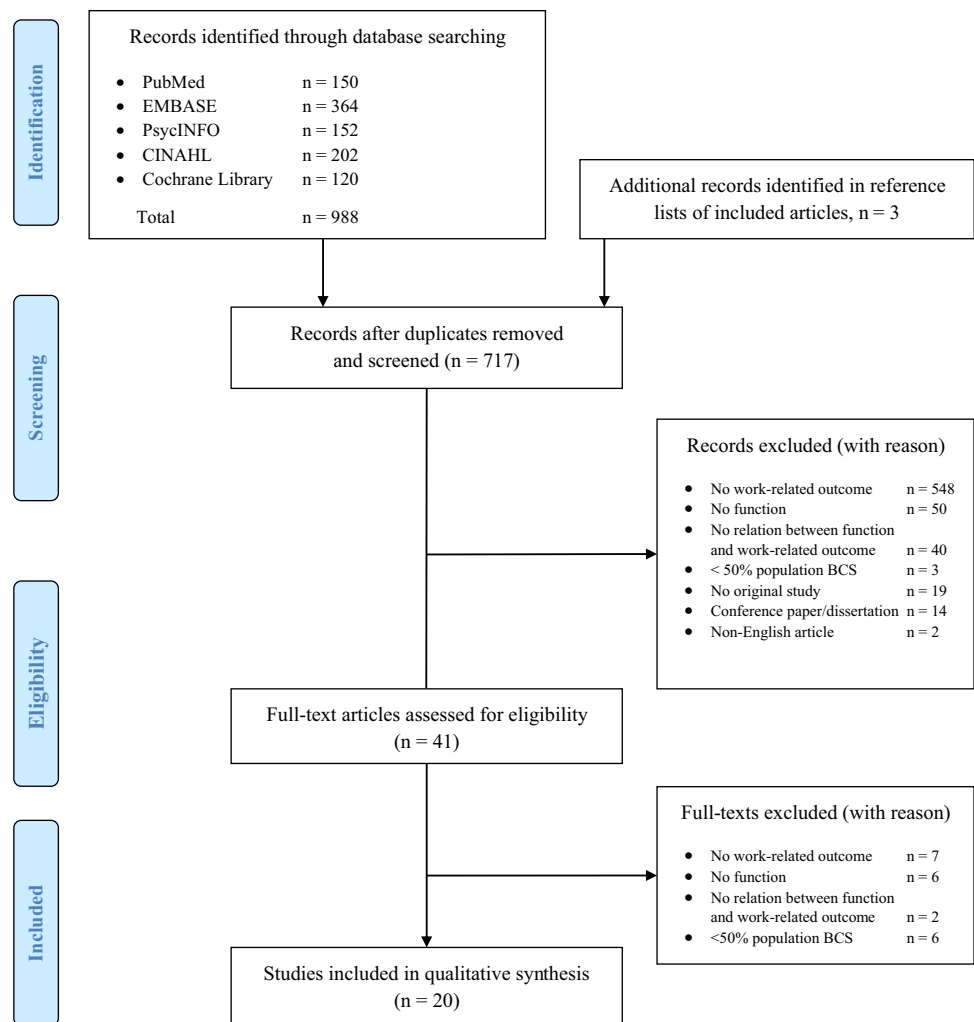 Identification
Records identified through database searching
• PubMed n = 150
• EMBASE n = 364
• PsycINFO n = 152
• CINAHL n = 202
• Cochrane Library n = 120
Total n = 988
Additional records identified in reference
lists of included articles, n = 3
Screening
Records after duplicates removed
and screened (n = 717)
Records excluded (with reason)
• No work-related outcome n = 548
• No function n = 50
• No relation between function
and work-related outcome n = 40
• < 50% population BCS n = 3
• No original study n = 19
• Conference paper/dissertation n = 14
• Non-English article n = 2
Eligibility
Full-text articles assessed for eligibility
(n = 41)
Full-texts excluded (with reason)
• No work-related outcome n = 7
• No function n = 6
• No relation between function
and work-related outcome n = 2
• <50% population BCS n = 6
Included
Studies included in qualitative synthesis
(n = 20)